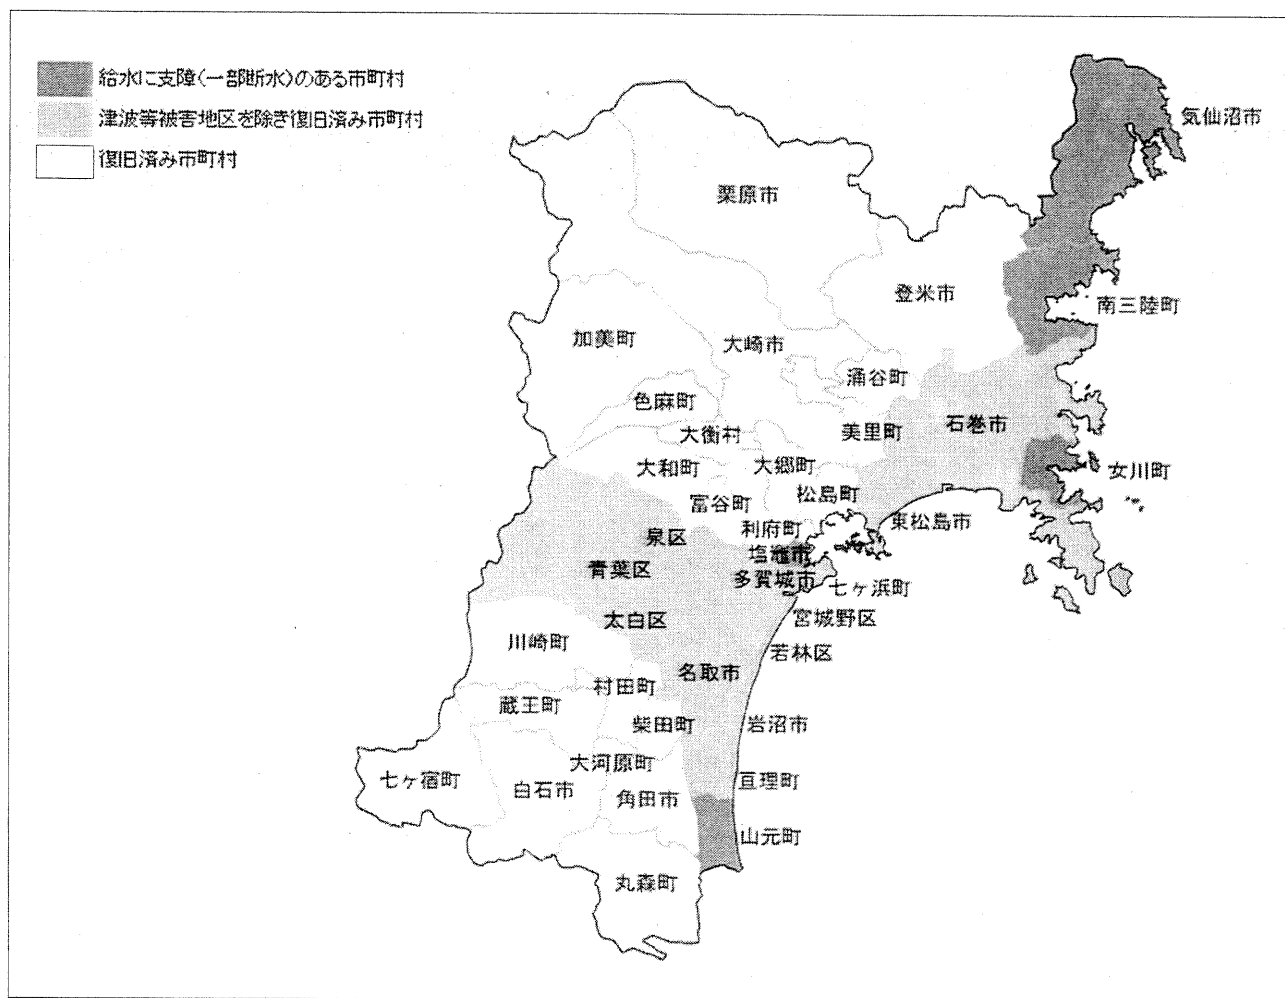 給水に支障(一部断水)のある市町村
津波等被害地区を除き復旧済み市町村
復旧済み市町村
気仙沼市
栗原市
登米市
南三陸町
加美町
大崎市
涌谷町
色麻町
石巻市
大衡村
美里町
大和町
大郷町
女川町
富谷町
松島町
利府町
東松島市
泉区
塩竈市
青葉区
多賀城市
七ヶ浜町
太白区
宮城野区
川崎町
若林区
村田町
名取市
蔵王町
柴田町
岩沼市
大河原町
七ヶ宿町
白石市
角田市
亘理町
山元町
丸森町